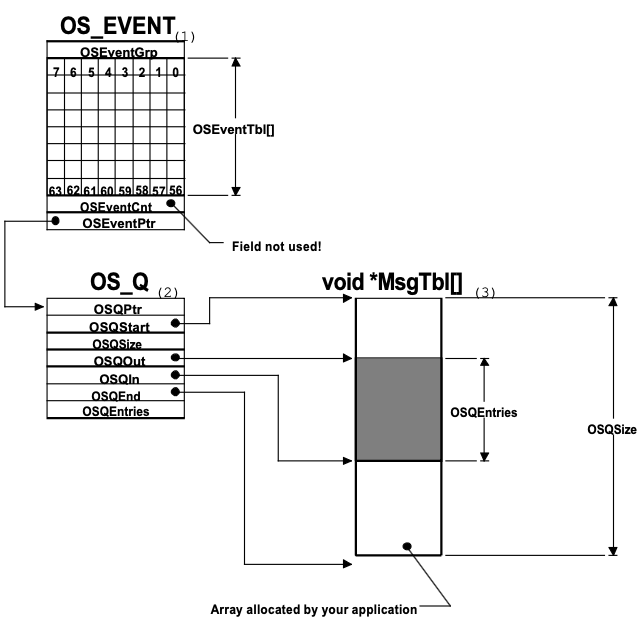 OS_EVENT (1)
OSEventGrp
7 6 5 4 3 2 1 0
OSEventTbl[]
63 62 61 60 59 58 57 56
OSEventCnt
OSEventPtr
Field not used!
OS_Q (2)
void *MsgTbl[] (3)
OSQPtr
OSQStart
OSQSize
OSQOut
OSQIn
OSQEnd
OSQEntries
OSQEntries
OSQSize
Array allocated by your application